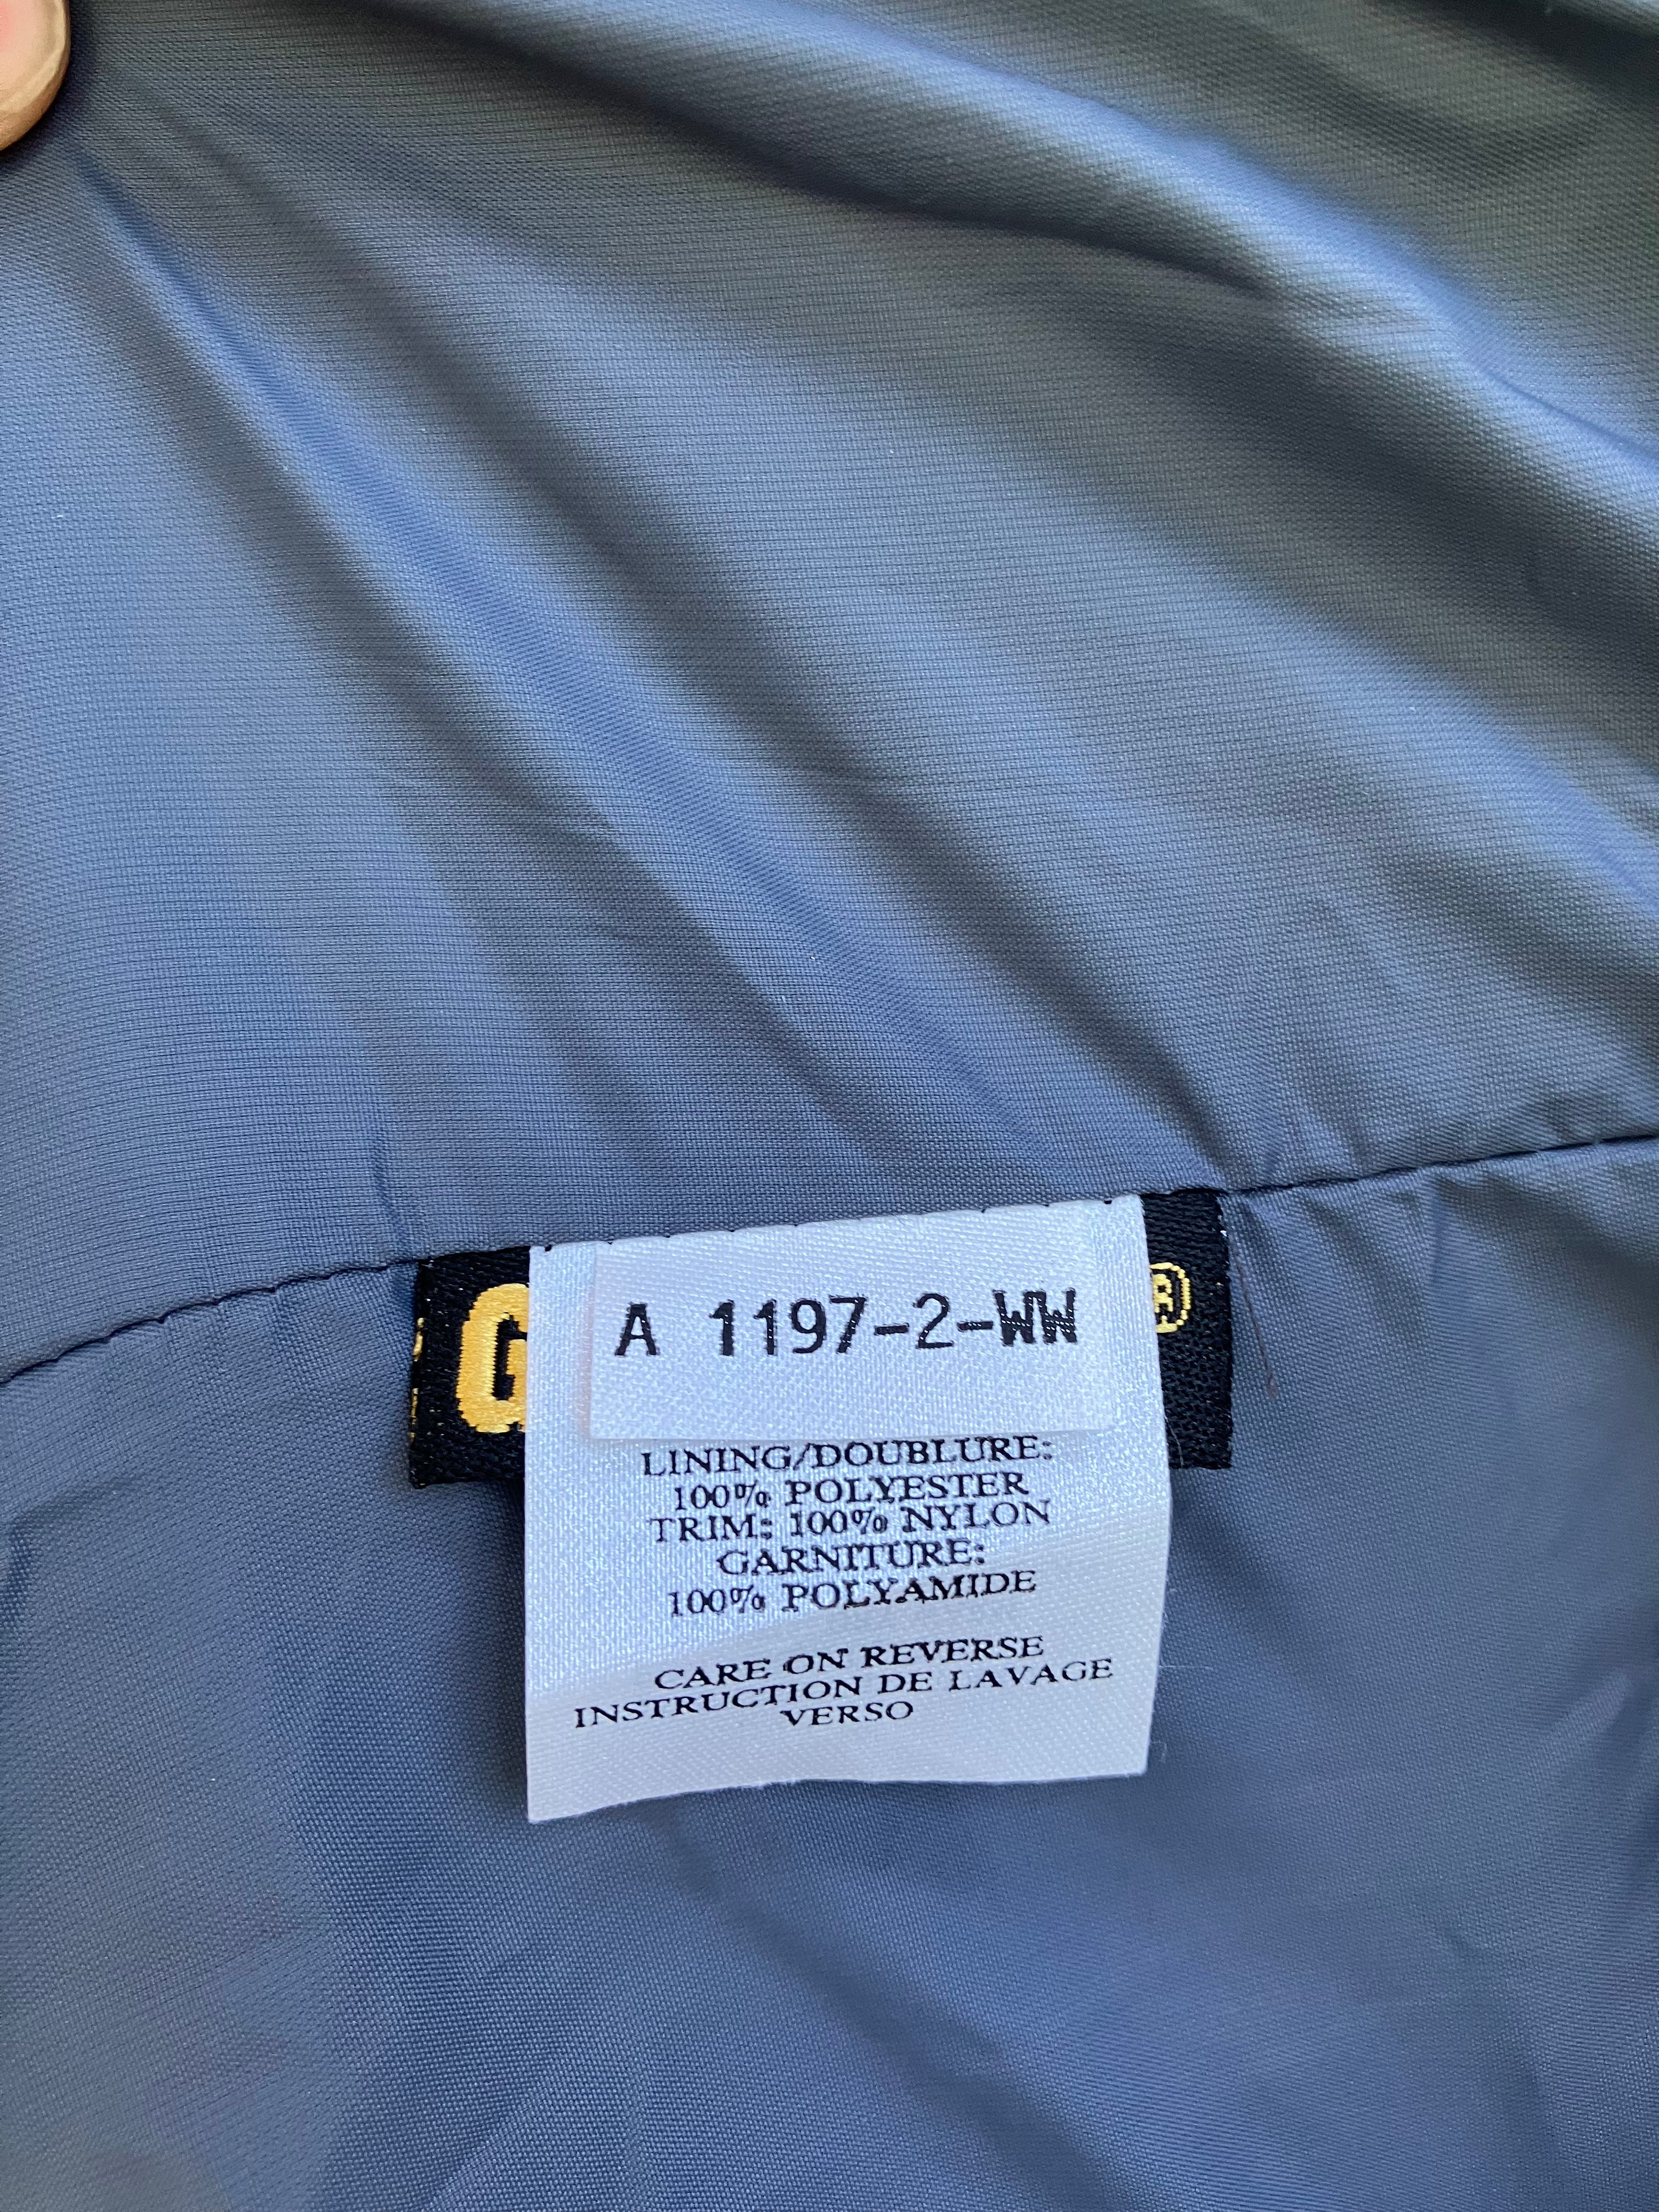 G ®
A 1197-2-WW
LINING/DOUBLURE:
100% POLYESTER
TRIM: 100% NYLON
GARNITURE:
100% POLYAMIDE
CARE ON REVERSE
INSTRUCTION DE LAVAGE
VERSO